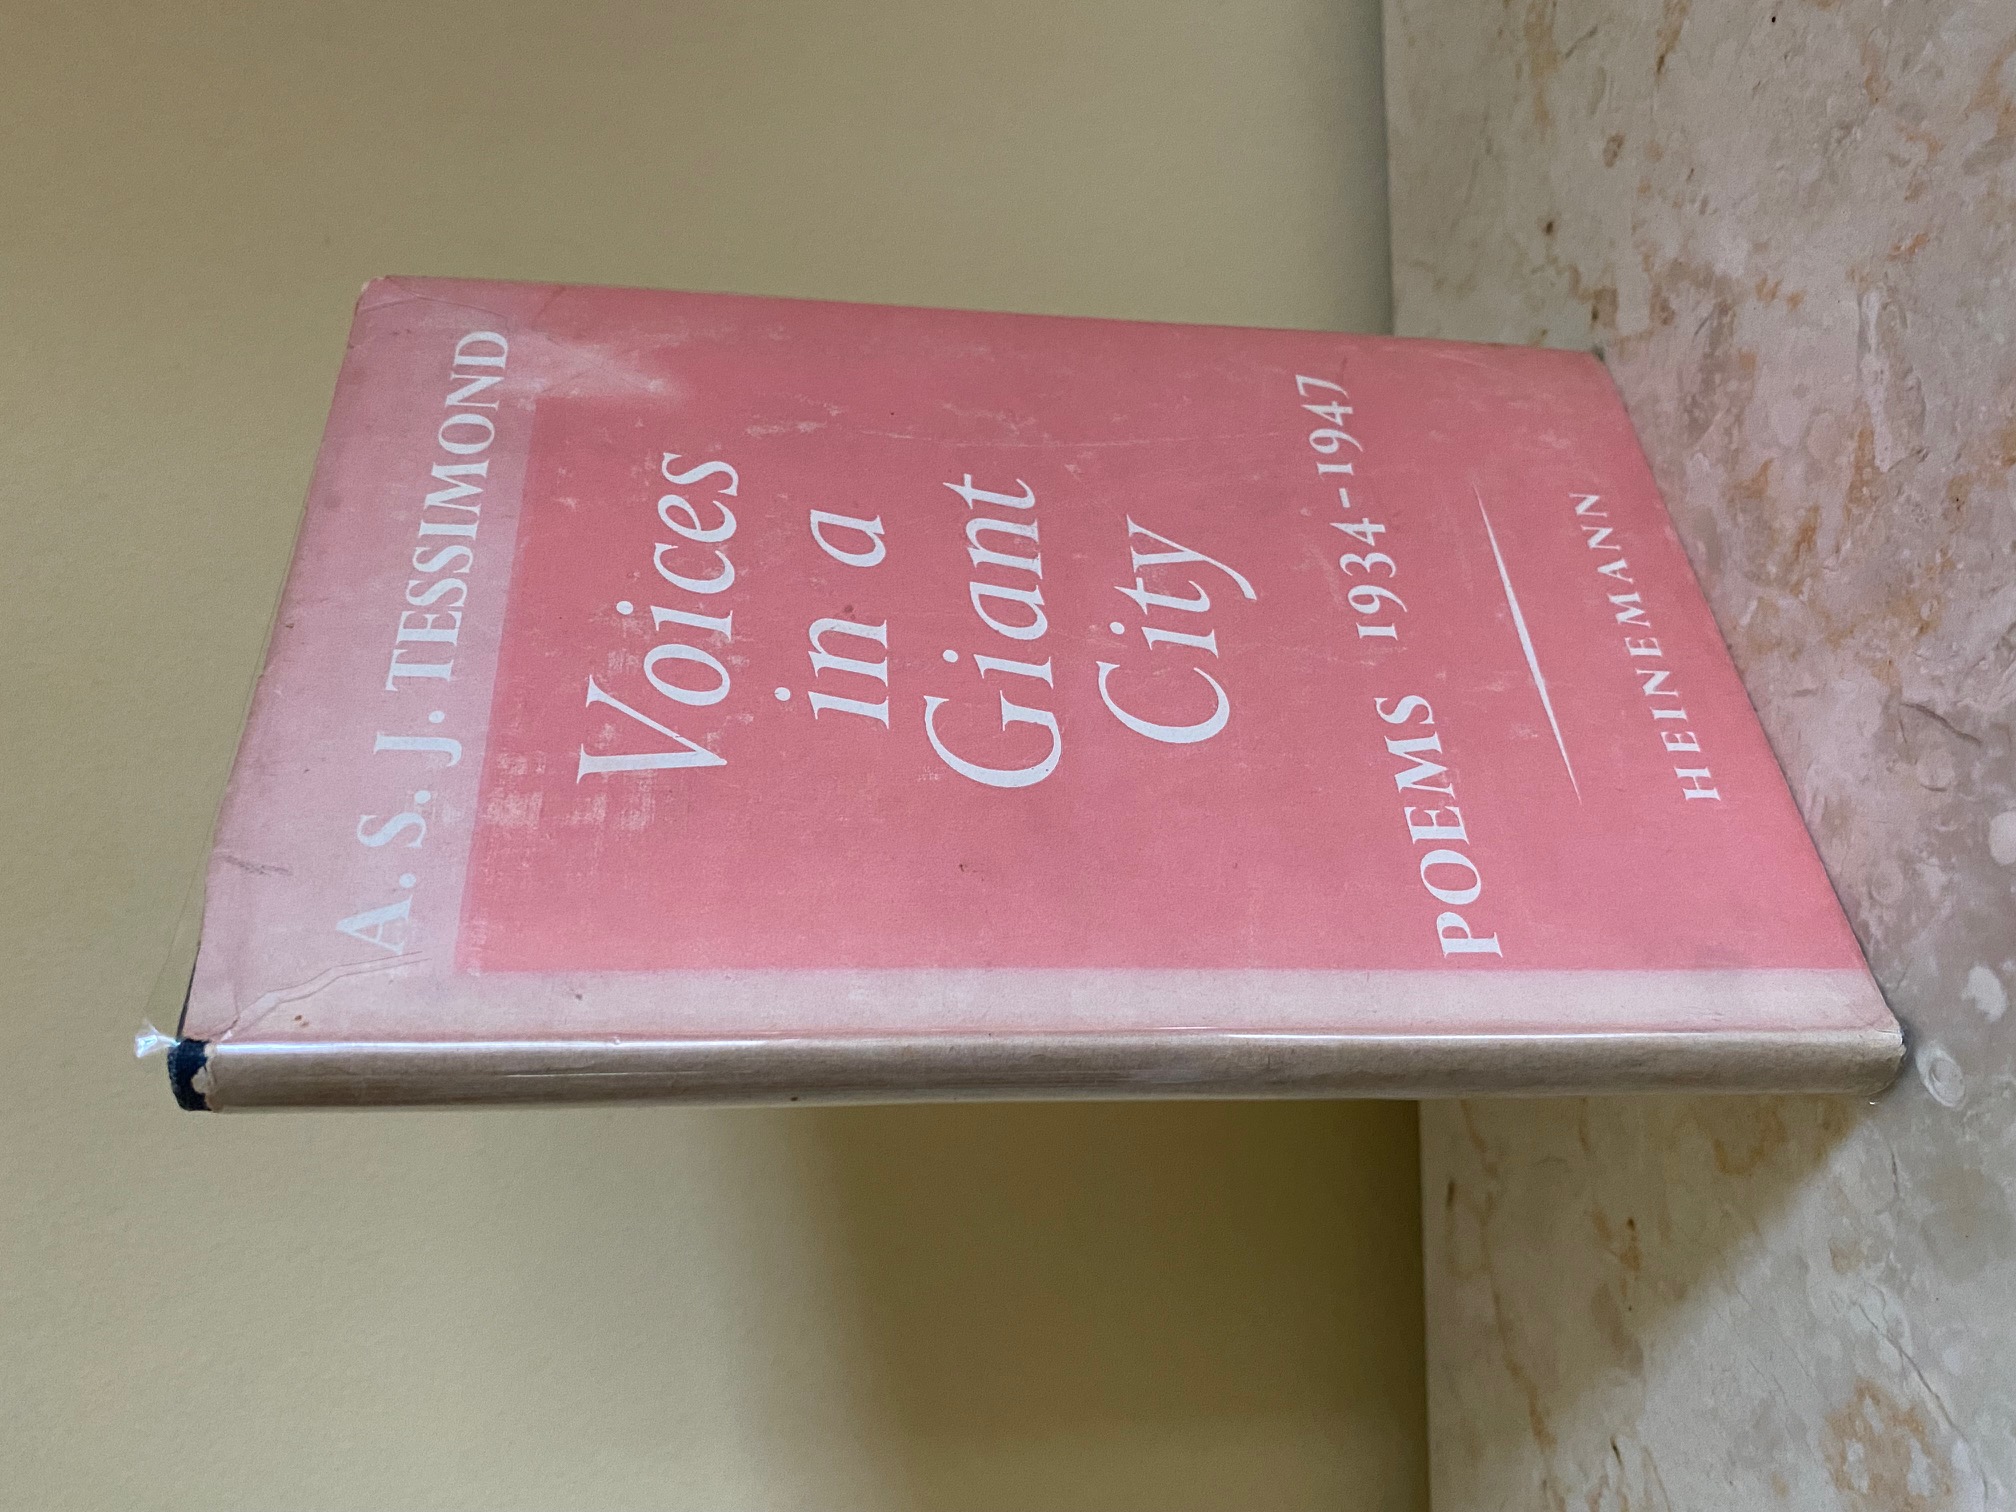 A. S. J. TESSIMOND
Voices
in a
Giant
City
POEMS 1934-1947
HEINEMANN